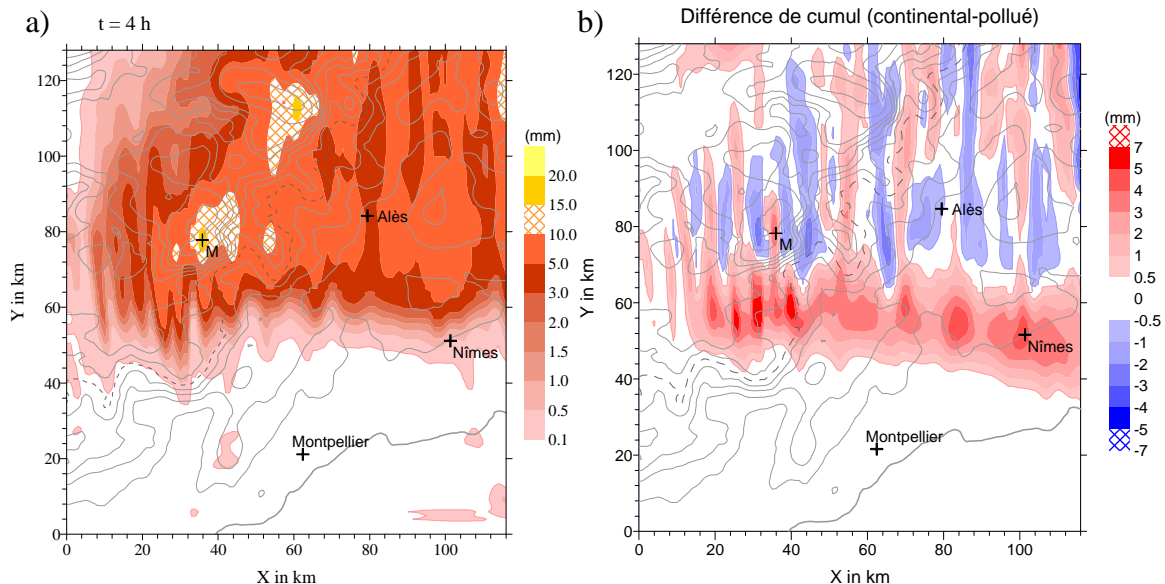 a)
t = 4 h
120
100
80
60
40
20
0
0
20
40
60
80
100
X in km
Y in km
Alès
M
Nîmes
Montpellier
(mm)
20.0
15.0
10.0
5.0
3.0
2.0
1.5
1.0
0.5
0.1
b)
Différence de cumul (continental-pollué)
120
100
80
60
40
20
0
0
20
40
60
80
100
X in km
Y in km
Alès
M
Nîmes
Montpellier
(mm)
7
5
4
3
2
1
0.5
0
-0.5
-1
-2
-3
-4
-5
-7